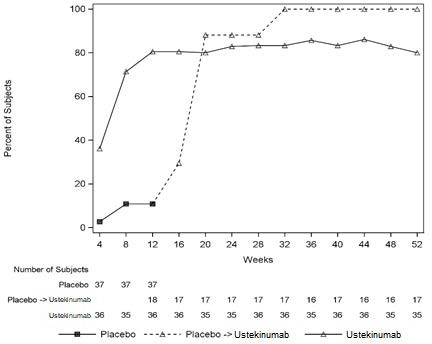 Percent of Subjects
100
80
60
40
20
0
4 8 12 16 20 24 28 32 36 40 44 48 52
Weeks
Number of Subjects
Placebo 37 37 37
Placebo -> Ustekinumab 18 17 17 17 17 17 16 17 16 16 17
Ustekinumab 36 35 36 36 35 35 36 36 35 36 36 35 35
Placebo Placebo -> Ustekinumab Ustekinumab